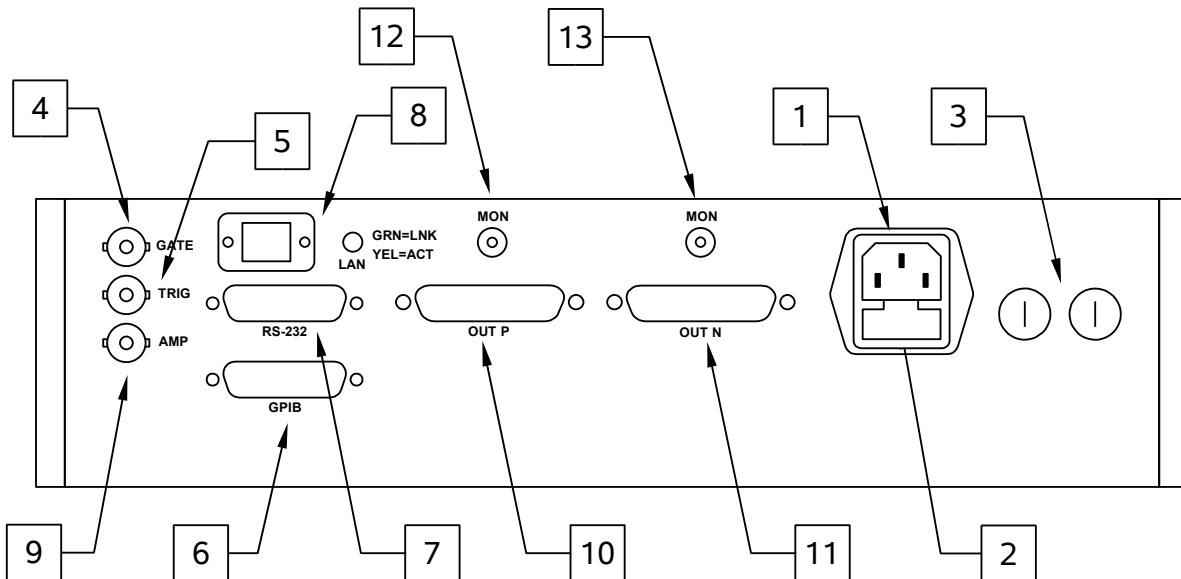 12
13
4
5
8
1
3
MON
MON
GATE
GRN=LNK
YEL=ACT
LAN
TRIG
RS-232
OUT P
OUT N
AMP
GPIB
9
6
7
10
11
2